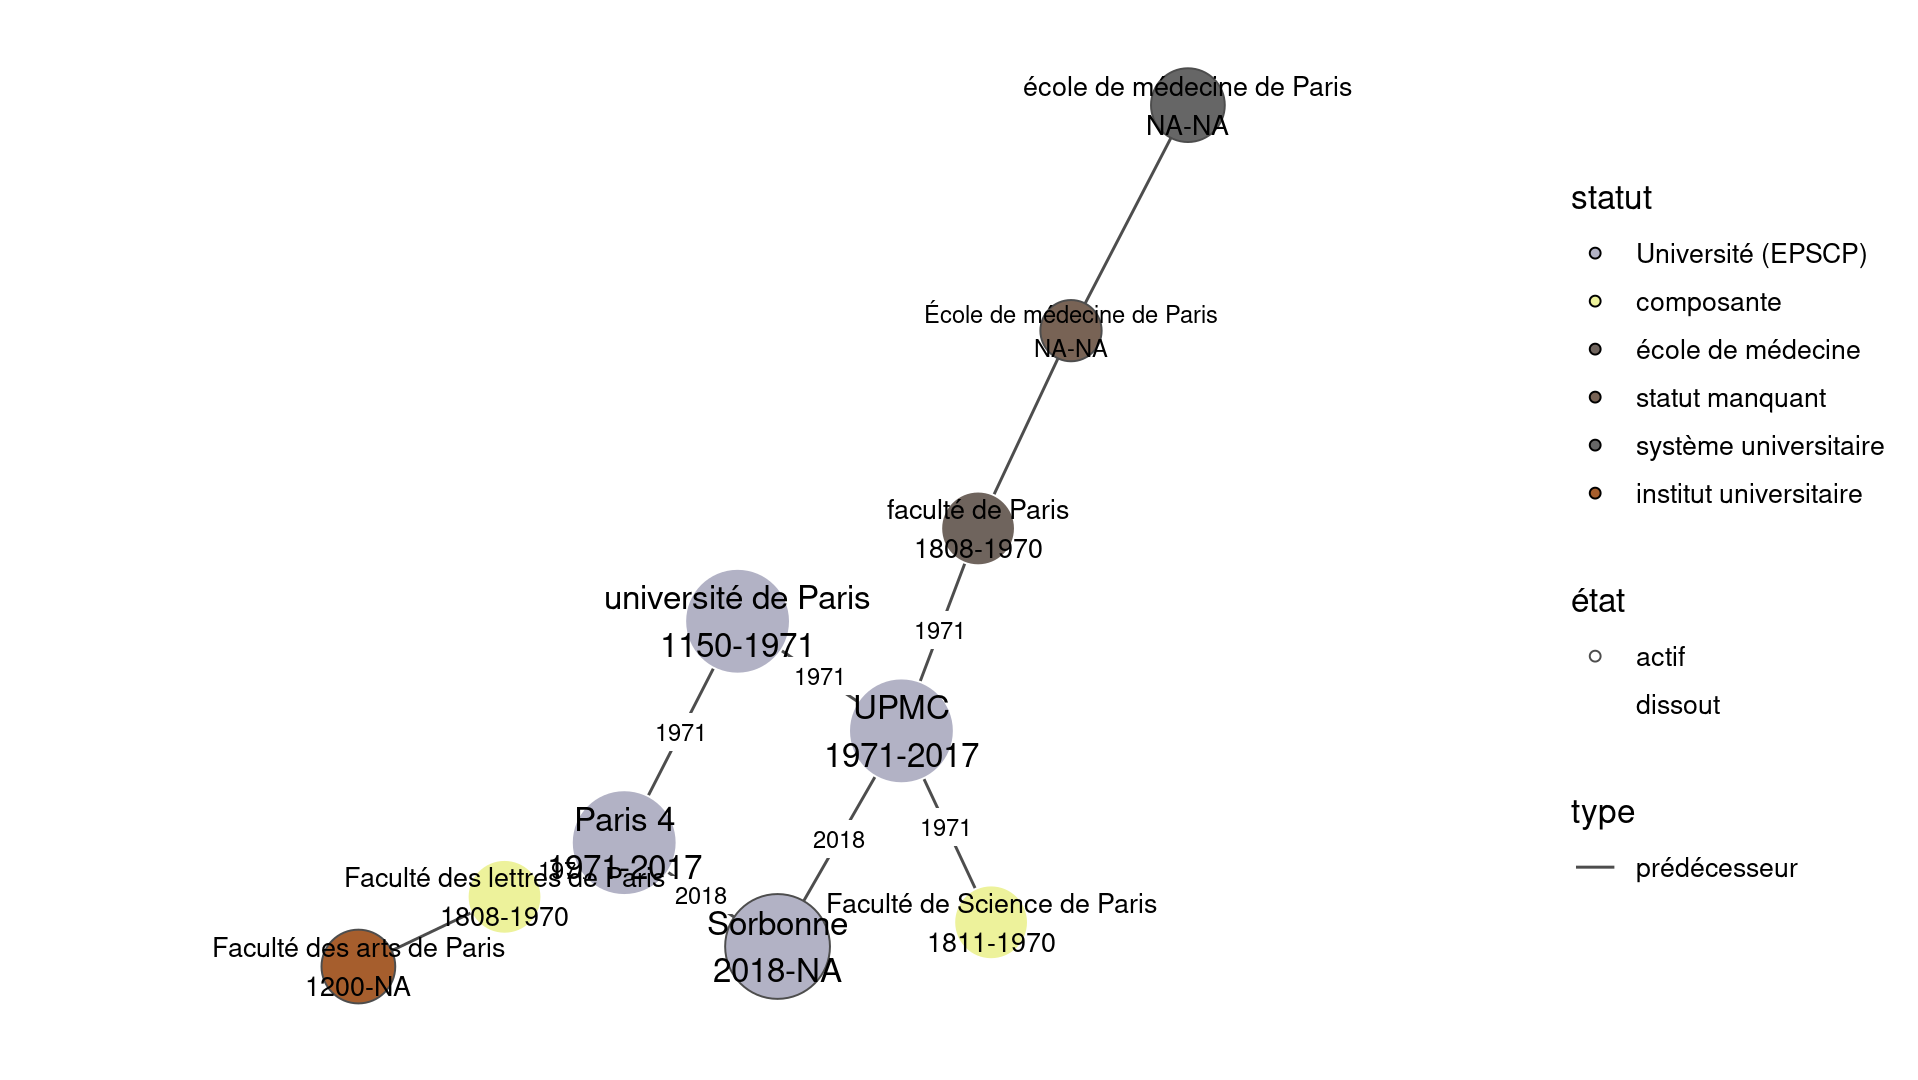 école de médecine de Paris
NA-NA
École de médecine de Paris
NA-NA
faculté de Paris
1808-1970
université de Paris
1150-1971
1971
1971
1971
UPMC
1971-2017
Paris 4
1971-2017
1971
2018
1971
2018
Faculté des lettres de Paris
1808-1970
Sorbonne
2018-NA
Faculté de Science de Paris
1811-1970
Faculté des arts de Paris
1200-NA
statut
Université (EPSCP)
composante
école de médecine
statut manquant
système universitaire
institut universitaire
état
actif
dissout
type
prédécesseur